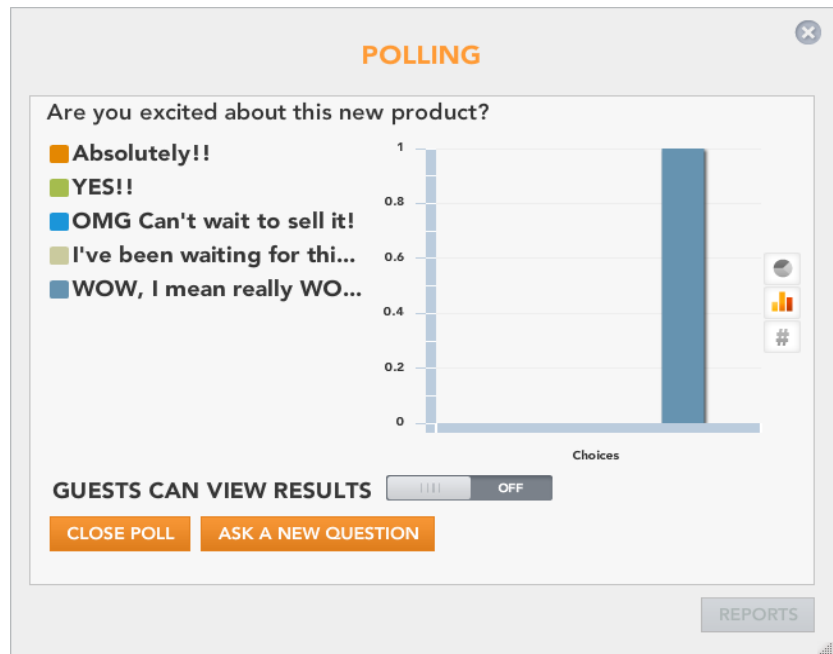 POLLING
Are you excited about this new product?
Absolutely!!
YES!!
OMG Can't wait to sell it!
I've been waiting for thi...
WOW, I mean really WO...
1
0.8
0.6
0.4
0.2
0
Choices
#
GUESTS CAN VIEW RESULTS OFF
CLOSE POLL ASK A NEW QUESTION
REPORTS